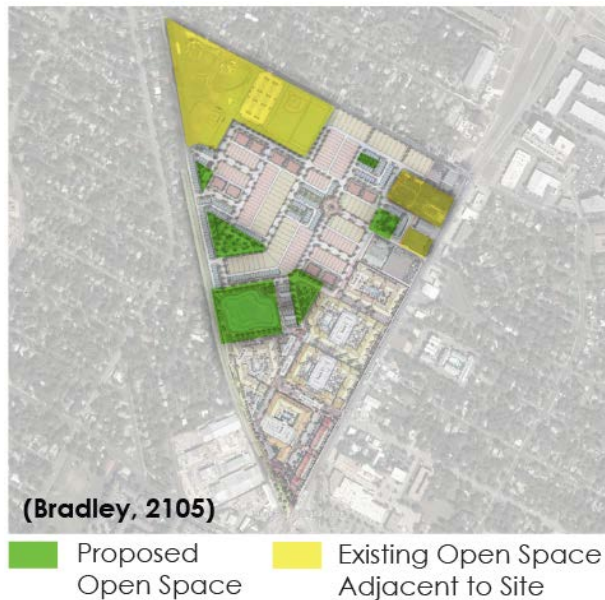 (Bradley, 2105)
Proposed
Open Space
Existing Open Space
Adjacent to Site